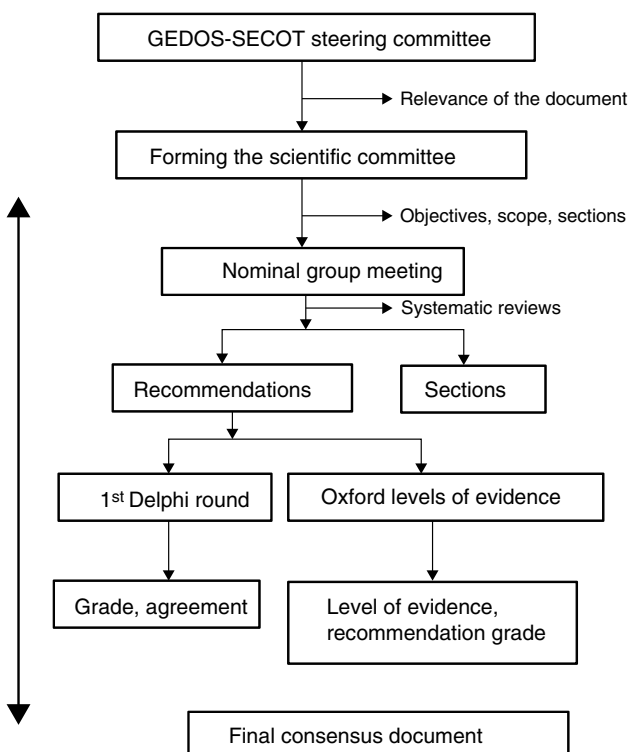 GEDOS-SECOT steering committee
Relevance of the document
Forming the scientific committee
Objectives, scope, sections
Nominal group meeting
Systematic reviews
Recommendations
Sections
1st Delphi round
Oxford levels of evidence
Grade, agreement
Level of evidence,
recommendation grade
Final consensus document